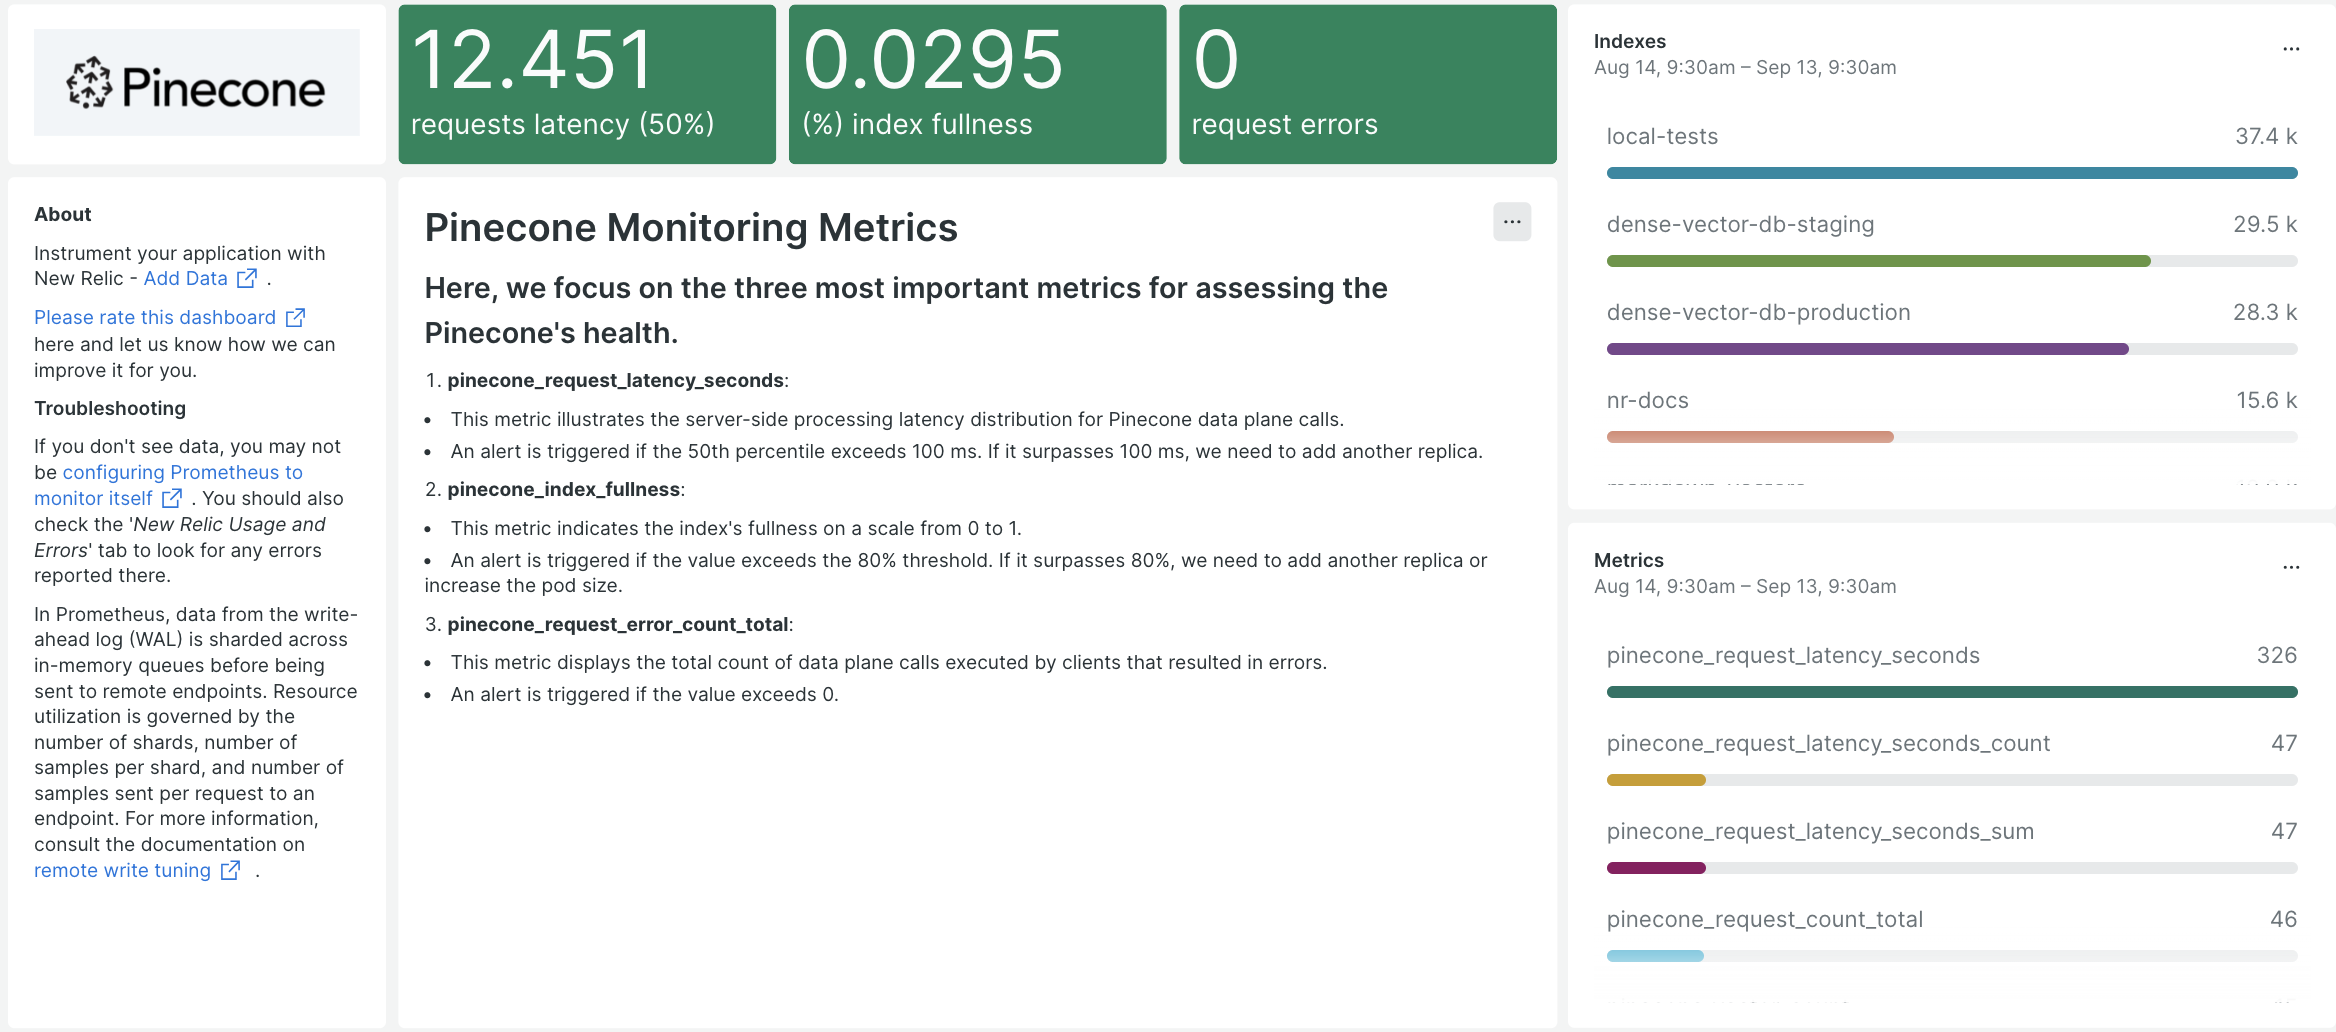 Pinecone
12.451
requests latency (50%)
0.0295
(%) index fullness
0
request errors
About
Instrument your application with
New Relic - Add Data .
Please rate this dashboard
here and let us know how we can
improve it for you.
Troubleshooting
If you don't see data, you may not
be configuring Prometheus to
monitor itself . You should also
check the 'New Relic Usage and
Errors' tab to look for any errors
reported there.
In Prometheus, data from the write-
ahead log (WAL) is sharded across
in-memory queues before being
sent to remote endpoints. Resource
utilization is governed by the
number of shards, number of
samples per shard, and number of
samples sent per request to an
endpoint. For more information,
consult the documentation on
remote write tuning .
Pinecone Monitoring Metrics
...
Here, we focus on the three most important metrics for assessing the
Pinecone's health.
1. pinecone_request_latency_seconds:
• This metric illustrates the server-side processing latency distribution for Pinecone data plane calls.
• An alert is triggered if the 50th percentile exceeds 100 ms. If it surpasses 100 ms, we need to add another replica.
2. pinecone_index_fullness:
• This metric indicates the index's fullness on a scale from 0 to 1.
• An alert is triggered if the value exceeds the 80% threshold. If it surpasses 80%, we need to add another replica or
increase the pod size.
3. pinecone_request_error_count_total:
• This metric displays the total count of data plane calls executed by clients that resulted in errors.
• An alert is triggered if the value exceeds 0.
Indexes
...
Aug 14, 9:30am – Sep 13, 9:30am
local-tests 37.4 k
dense-vector-db-staging 29.5 k
dense-vector-db-production 28.3 k
nr-docs 15.6 k
Metrics
...
Aug 14, 9:30am – Sep 13, 9:30am
pinecone_request_latency_seconds 326
pinecone_request_latency_seconds_count 47
pinecone_request_latency_seconds_sum 47
pinecone_request_count_total 46